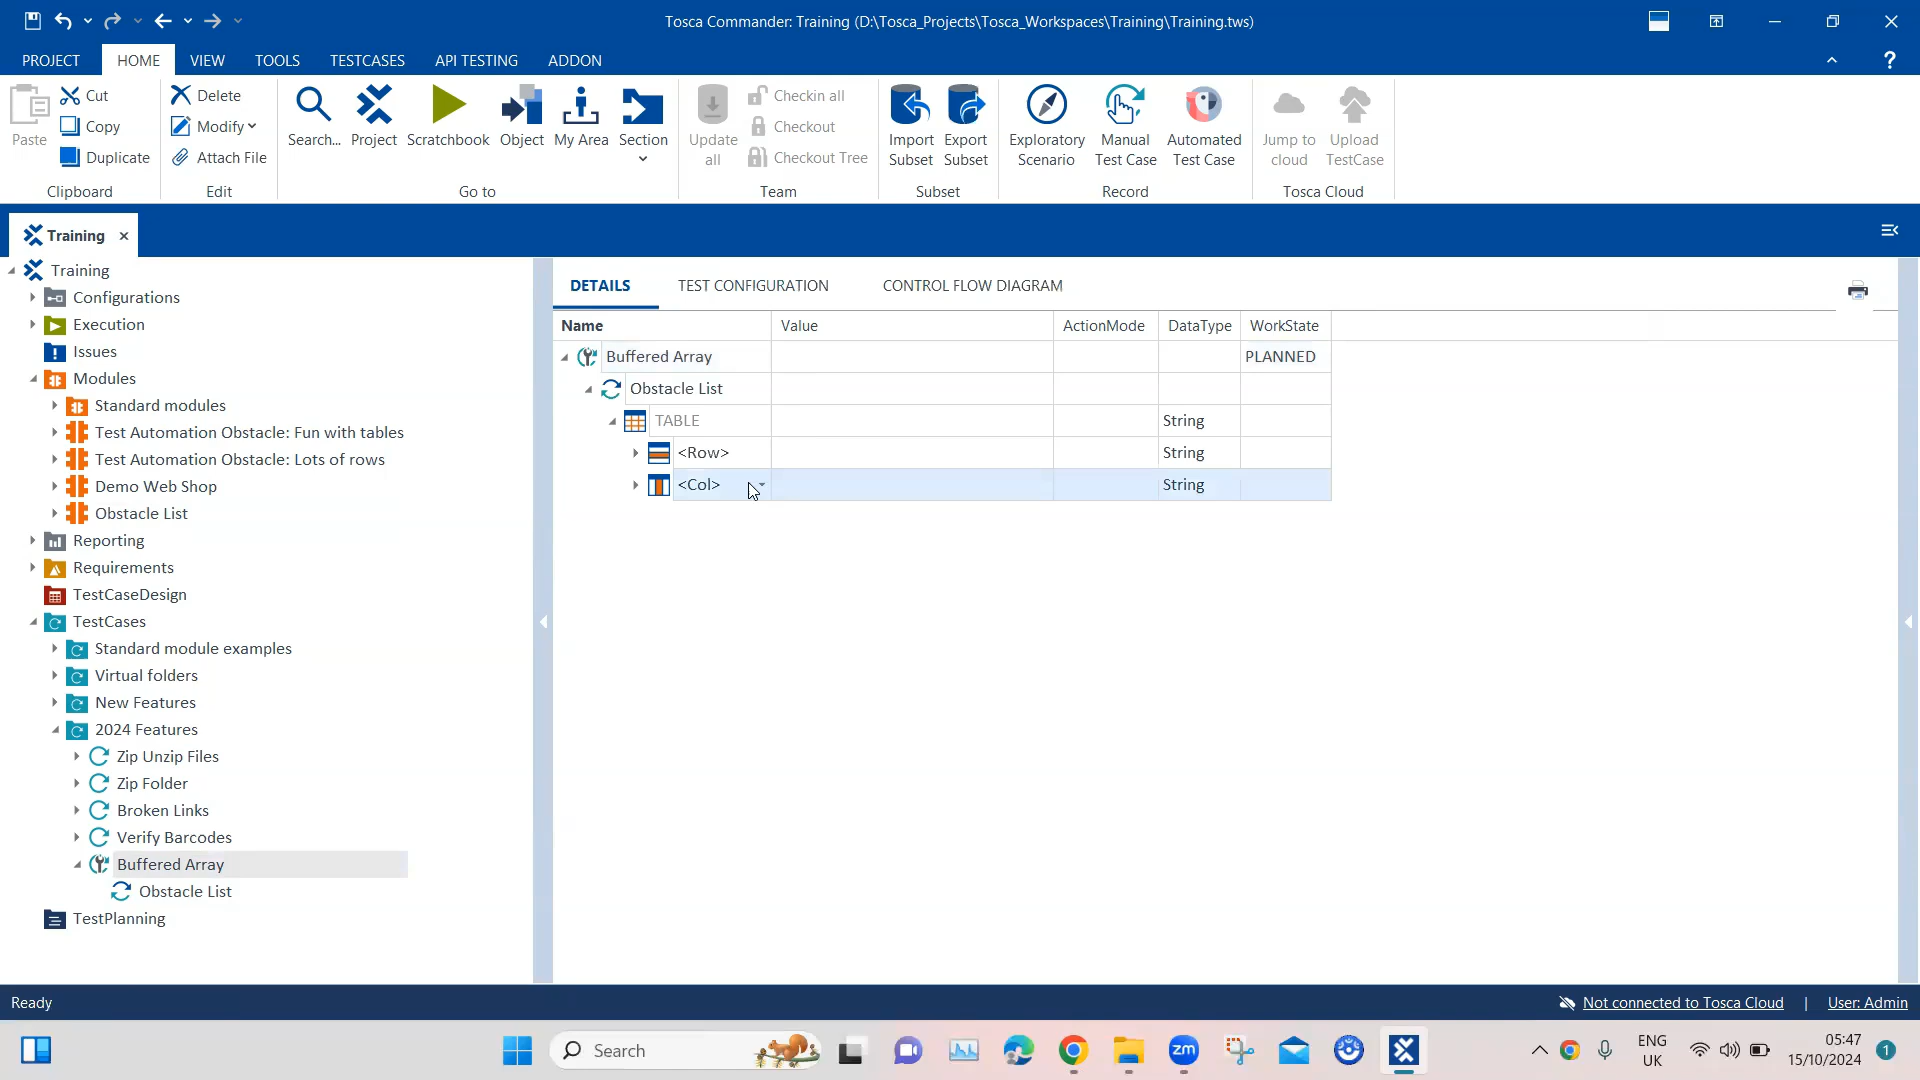 Tosca Commander: Training (D:\Tosca_Projects\Tosca_Workspaces\Training\Training.tws)
PROJECT HOME VIEW TOOLS TESTCASES API TESTING ADDON ?
Paste
Cut
Copy
Duplicate
Clipboard
Delete
Modify
Attach File
Edit
Search...
Project
Scratchbook
Object
My Area
Section
Go to
Update all
Checkin all
Checkout
Checkout Tree
Team
Import Subset
Export Subset
Subset
Exploratory Scenario
Manual Test Case
Automated Test Case
Record
Jump to cloud
Upload TestCase
Tosca Cloud
Training
Training
Configurations
Execution
Issues
Modules
Standard modules
Test Automation Obstacle: Fun with tables
Test Automation Obstacle: Lots of rows
Demo Web Shop
Obstacle List
Reporting
Requirements
TestCaseDesign
TestCases
Standard module examples
Virtual folders
New Features
2024 Features
Zip Unzip Files
Zip Folder
Broken Links
Verify Barcodes
Buffered Array
Obstacle List
TestPlanning
DETAILS TEST CONFIGURATION CONTROL FLOW DIAGRAM
Name Value ActionMode DataType WorkState
Buffered Array PLANNED
Obstacle List
TABLE String
<Row> String
<Col> String
Ready
Not connected to Tosca Cloud | User: Admin
Search
zm
ENG
UK
05:47
15/10/2024
1